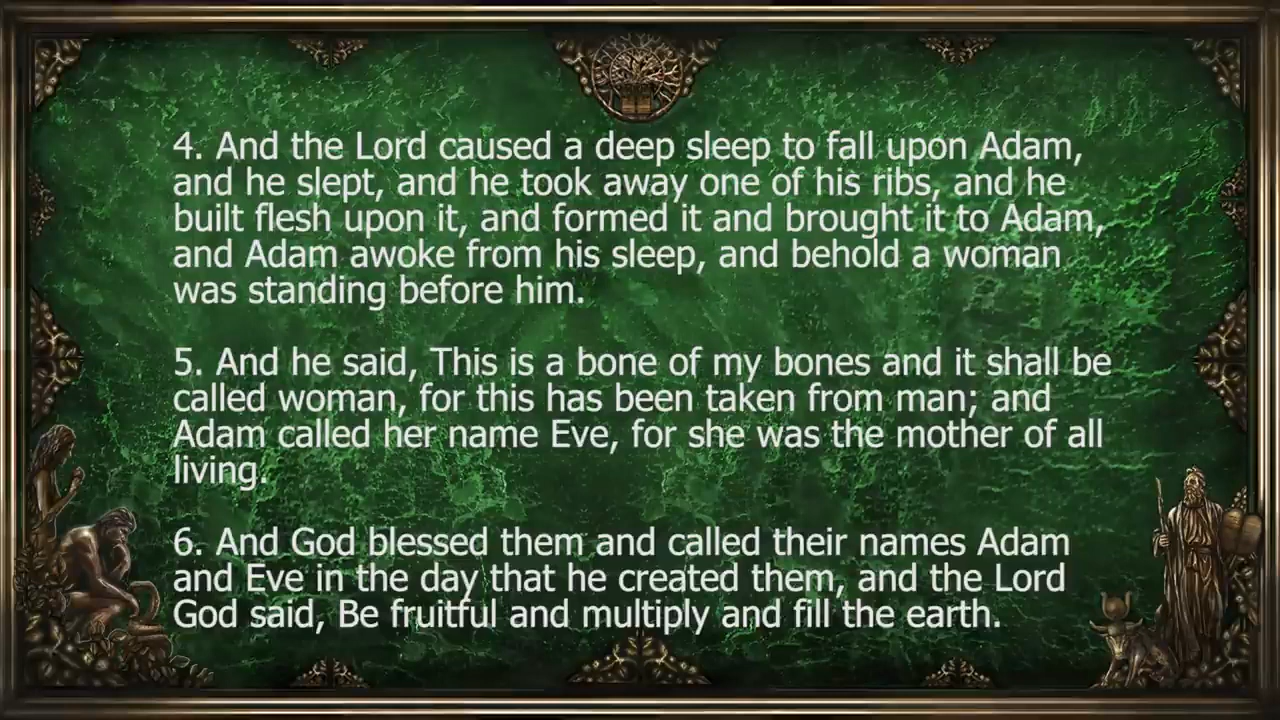 4. And the Lord caused a deep sleep to fall upon Adam,
and he slept, and he took away one of his ribs, and he
built flesh upon it, and formed it and brought it to Adam,
and Adam awoke from his sleep, and behold a woman
was standing before him.
5. And he said, This is a bone of my bones and it shall be
called woman, for this has been taken from man; and
Adam called her name Eve, for she was the mother of all
living.
6. And God blessed them and called their names Adam
and Eve in the day that he created them, and the Lord
God said, Be fruitful and multiply and fill the earth.